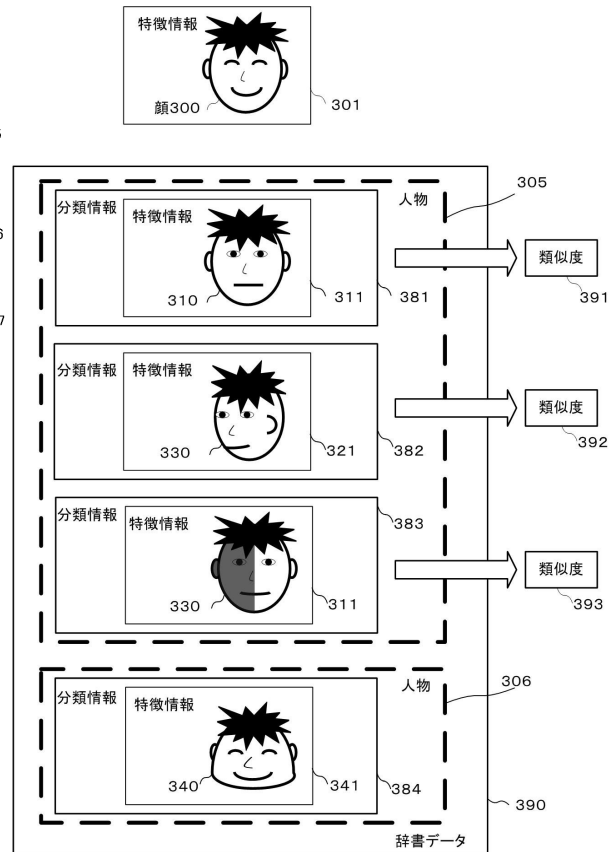 特徴情報
顔300
301
5
6
7
305
人物
分類情報
特徴情報
310
311
381
類似度
391
分類情報
特徴情報
330
321
382
類似度
392
分類情報
特徴情報
383
330
311
類似度
393
人物
306
分類情報
特徴情報
340
341
384
390
辞書データ